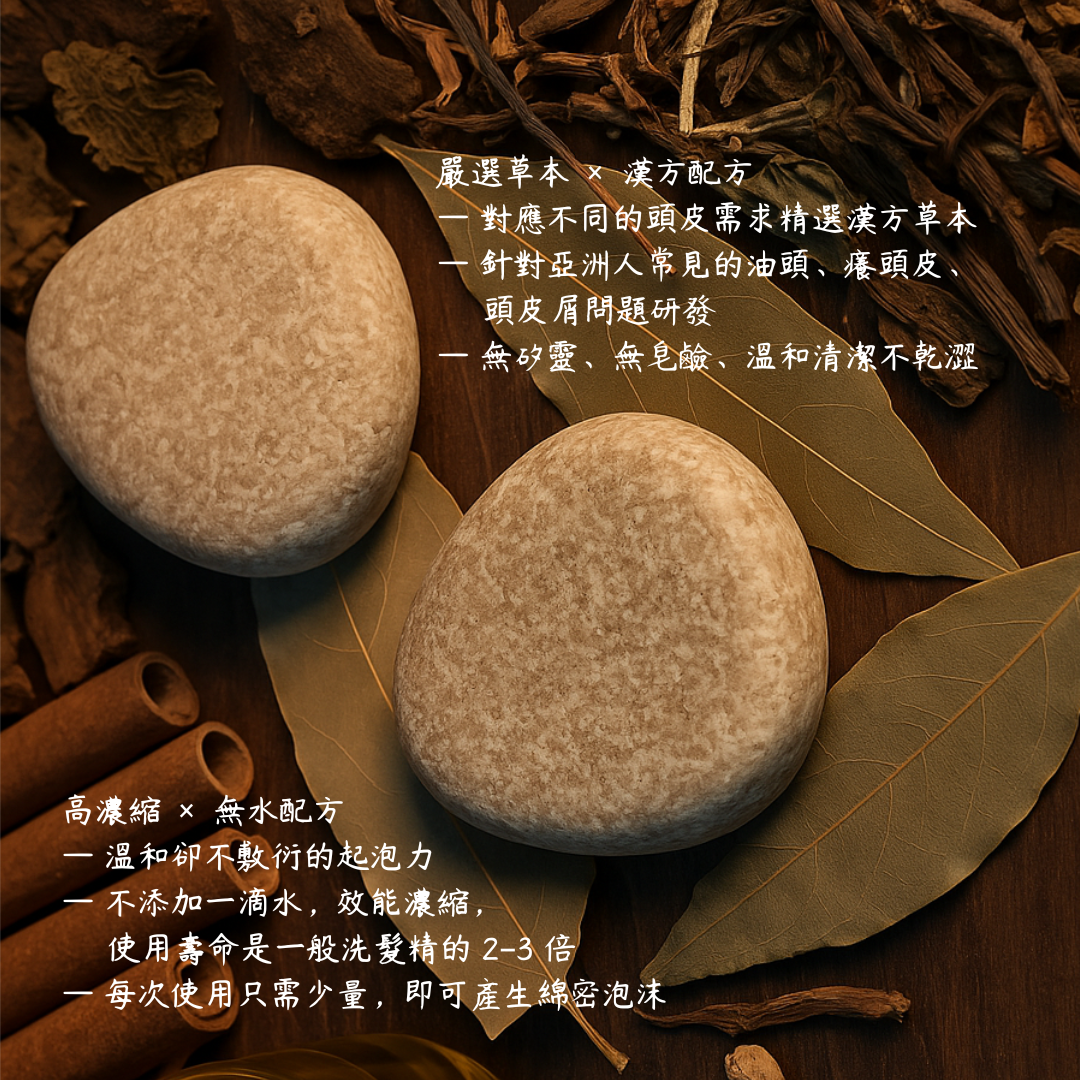 嚴選草本 × 漢方配方
— 對應不同的頭皮需求精選漢方草本
— 針對亞洲人常見的油頭、癢頭皮、
頭皮屑問題研發
— 無矽靈、無皂鹼、溫和清潔不乾澀
高濃縮 × 無水配方
— 溫和卻不敷衍的起泡力
— 不添加一滴水，效能濃縮，
使用壽命是一般洗髮精的 2-3 倍
— 每次使用只需少量，即可產生綿密泡沫